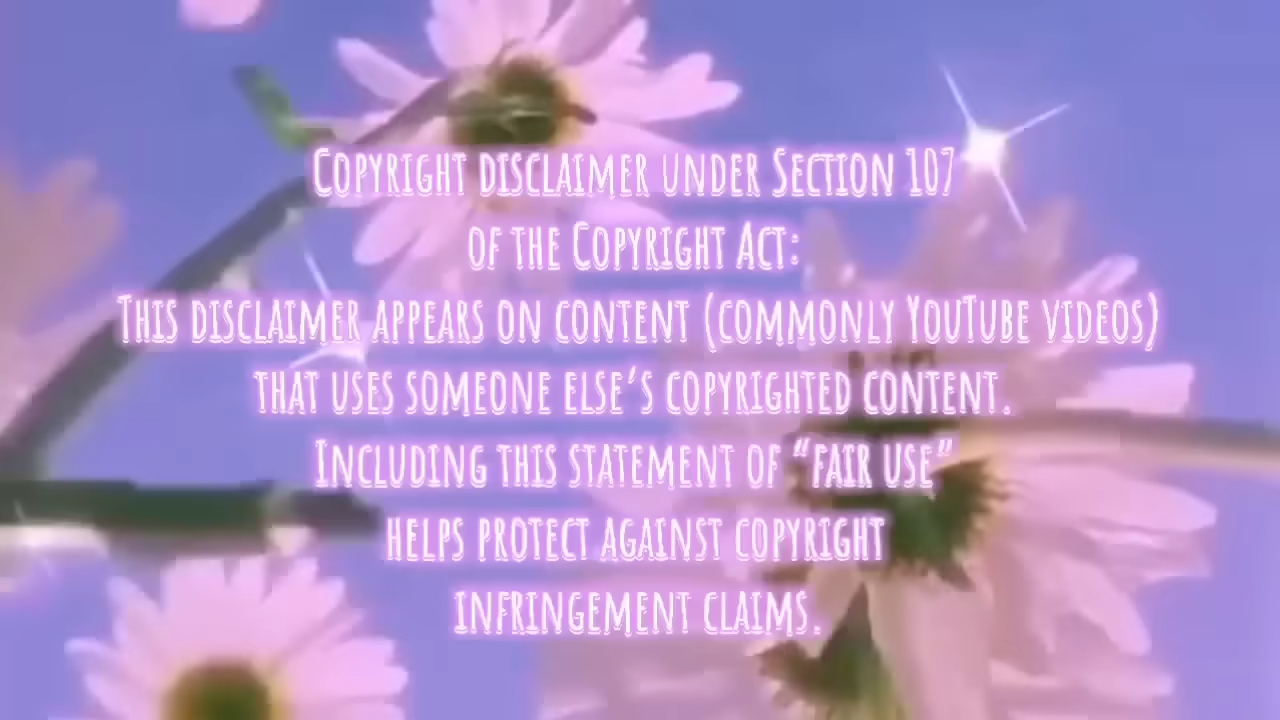 Copyright disclaimer under Section 107
of the Copyright Act:
This disclaimer appears on content (commonly YouTube videos)
that uses someone else’s copyrighted content.
Including this statement of “fair use”
helps protect against copyright
infringement claims.